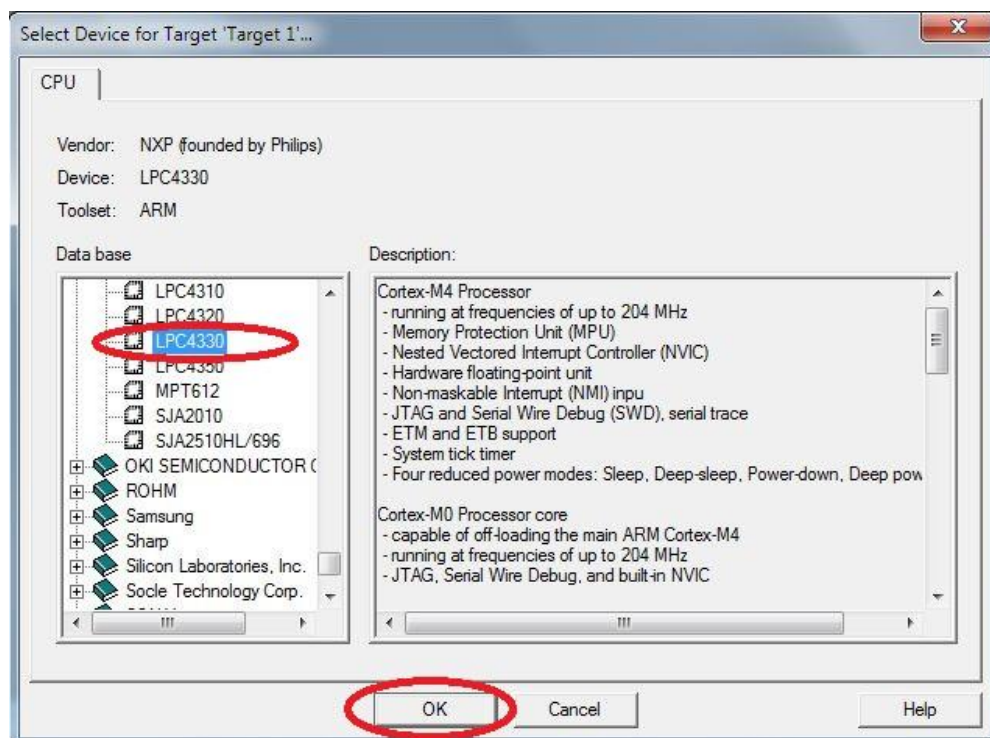 Select Device for Target 'Target 1'...
CPU
Vendor: NXP (founded by Philips)
Device: LPC4330
Toolset: ARM
Data base
Description:
LPC4310
LPC4320
LPC4330
LPC4350
MPT612
SJA2010
SJA2510HL/696
OKI SEMICONDUCTOR (
ROHM
Samsung
Sharp
Silicon Laboratories, Inc.
Socle Technology Corp.
Cortex-M4 Processor
- running at frequencies of up to 204 MHz
- Memory Protection Unit (MPU)
- Nested Vectored Interrupt Controller (NVIC)
- Hardware floating-point unit
- Non-maskable Interrupt (NMI) inpu
- JTAG and Serial Wire Debug (SWD), serial trace
- ETM and ETB support
- System tick timer
- Four reduced power modes: Sleep, Deep-sleep, Power-down, Deep pow
Cortex-M0 Processor core
- capable of off-loading the main ARM Cortex-M4
- running at frequencies of up to 204 MHz
- JTAG, Serial Wire Debug, and built-in NVIC
OK
Cancel
Help